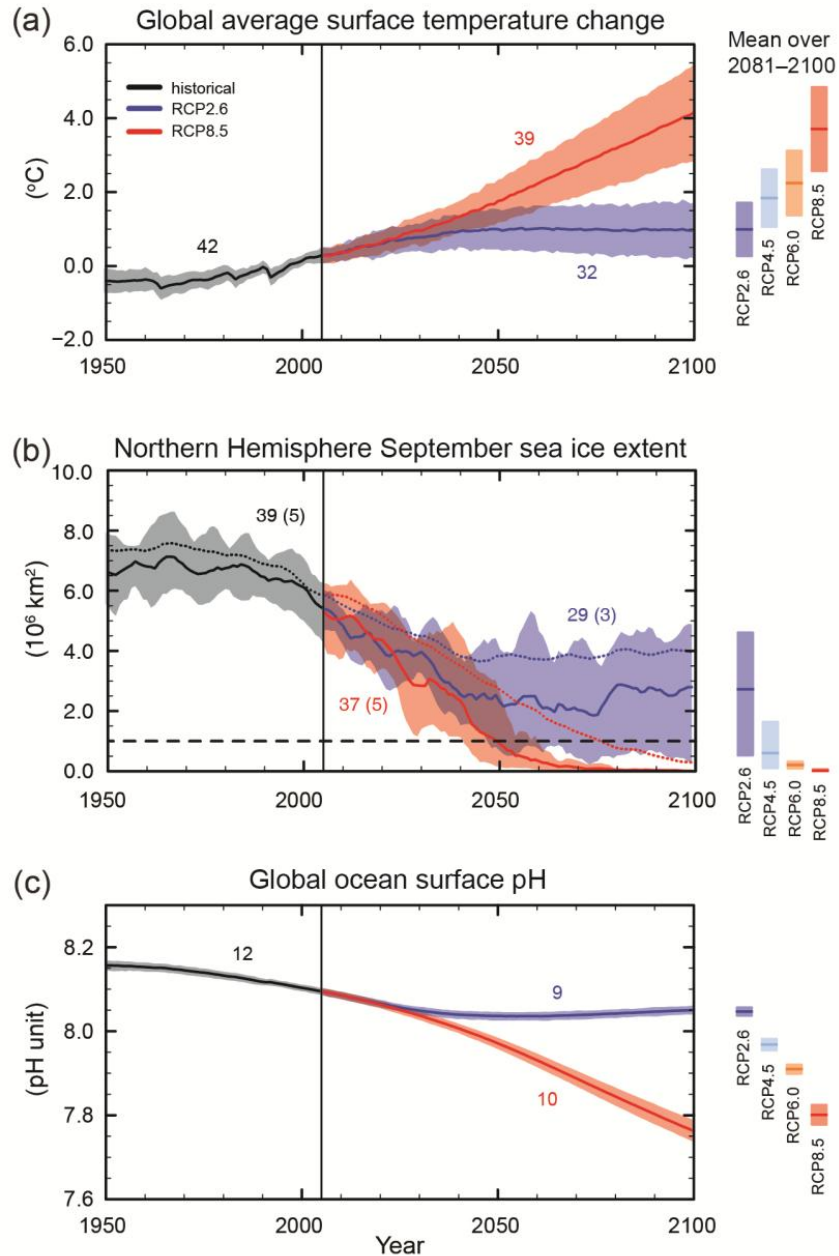 (a) Global average surface temperature change
Mean over
2081–2100
6.0
4.0
2.0
0.0
−2.0
(°C)
historical
RCP2.6
RCP8.5
42
39
32
1950 2000 2050 2100
RCP2.6
RCP4.5
RCP6.0
RCP8.5
(b) Northern Hemisphere September sea ice extent
10.0
8.0
6.0
4.0
2.0
0.0
(10⁶ km²)
39 (5)
29 (3)
37 (5)
1950 2000 2050 2100
RCP2.6
RCP4.5
RCP6.0
RCP8.5
(c) Global ocean surface pH
8.2
8.0
7.8
7.6
(pH unit)
12
9
10
1950 2000 2050 2100
Year
RCP2.6
RCP4.5
RCP6.0
RCP8.5